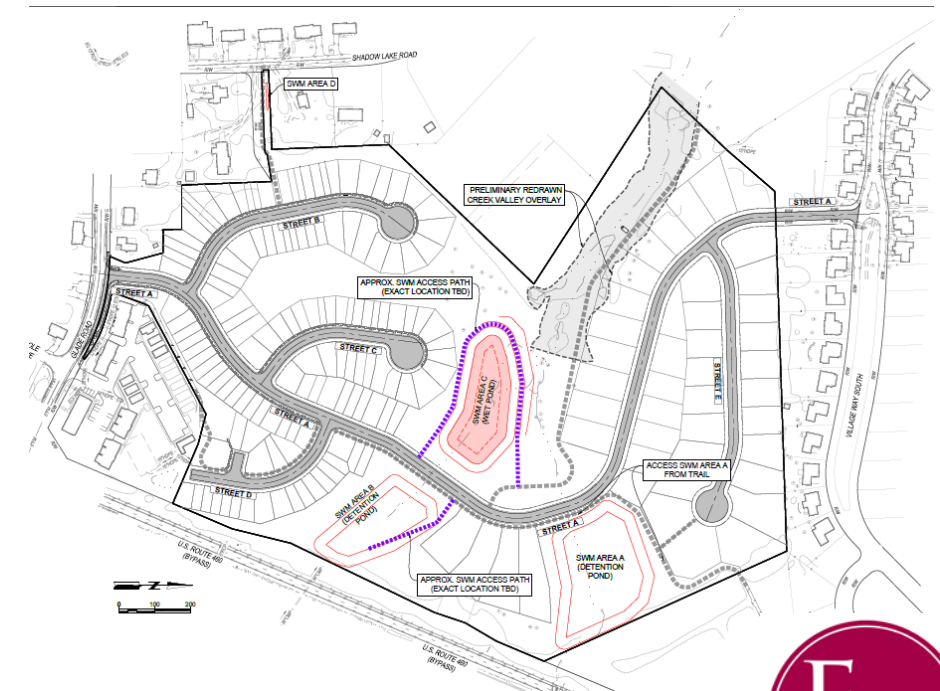 SHADOW LAKE ROAD
SWM AREA D
PRELIMINARY REDRAWN
CREEK VALLEY OVERLAY
STREET A
STREET B
APPROX. SWM ACCESS PATH
(EXACT LOCATION TBD)
STREET A
GLADE ROAD
STREET C
SWM AREA C
(WET POND)
STREET E
VILLAGE WAY SOUTH
STREET A
ACCESS SWM AREA A
FROM TRAIL
STREET D
SWM AREA B
(DETENTION
POND)
STREET A
SWM AREA A
(DETENTION
POND)
U.S. ROUTE 460
(BYPASS)
APPROX. SWM ACCESS PATH
(EXACT LOCATION TBD)
Z
0 100 200
U.S. ROUTE 460
(BYPASS)
F